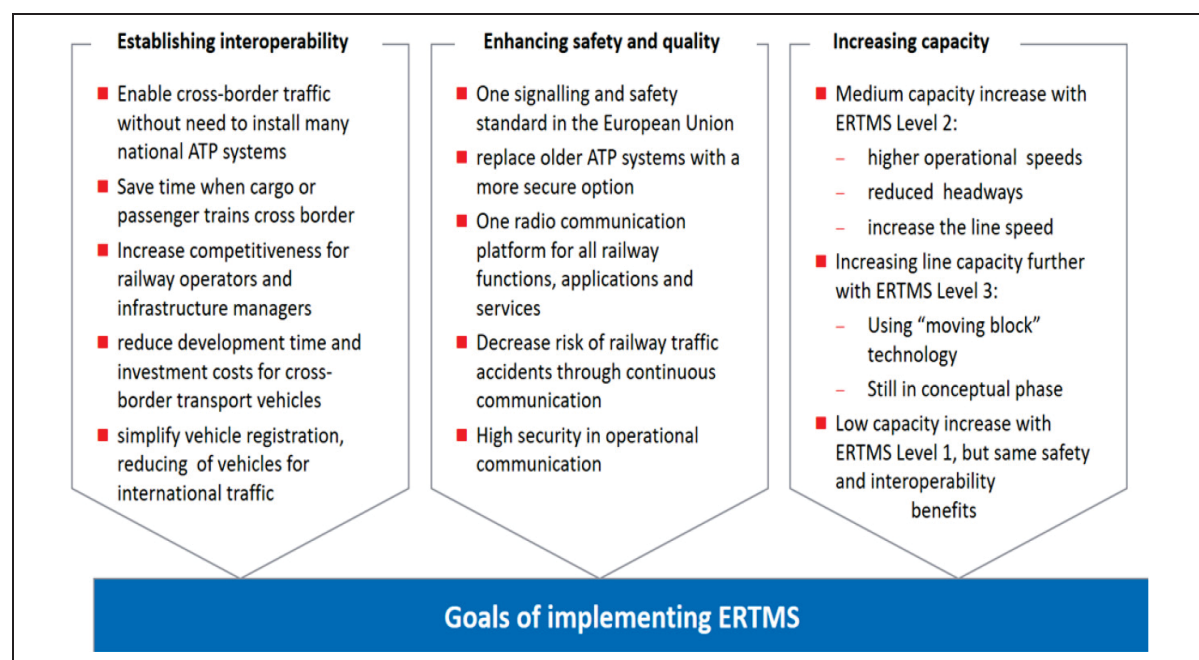 Establishing interoperability
■ Enable cross-border traffic
without need to install many
national ATP systems
■ Save time when cargo or
passenger trains cross border
■ Increase competitiveness for
railway operators and
infrastructure managers
■ reduce development time and
investment costs for cross-
border transport vehicles
■ simplify vehicle registration,
reducing of vehicles for
international traffic
Enhancing safety and quality
■ One signalling and safety
standard in the European Union
■ replace older ATP systems with a
more secure option
■ One radio communication
platform for all railway
functions, applications and
services
■ Decrease risk of railway traffic
accidents through continuous
communication
■ High security in operational
communication
Increasing capacity
■ Medium capacity increase with
ERTMS Level 2:
– higher operational speeds
– reduced headways
– increase the line speed
■ Increasing line capacity further
with ERTMS Level 3:
– Using “moving block”
technology
– Still in conceptual phase
■ Low capacity increase with
ERTMS Level 1, but same safety
and interoperability
benefits
Goals of implementing ERTMS